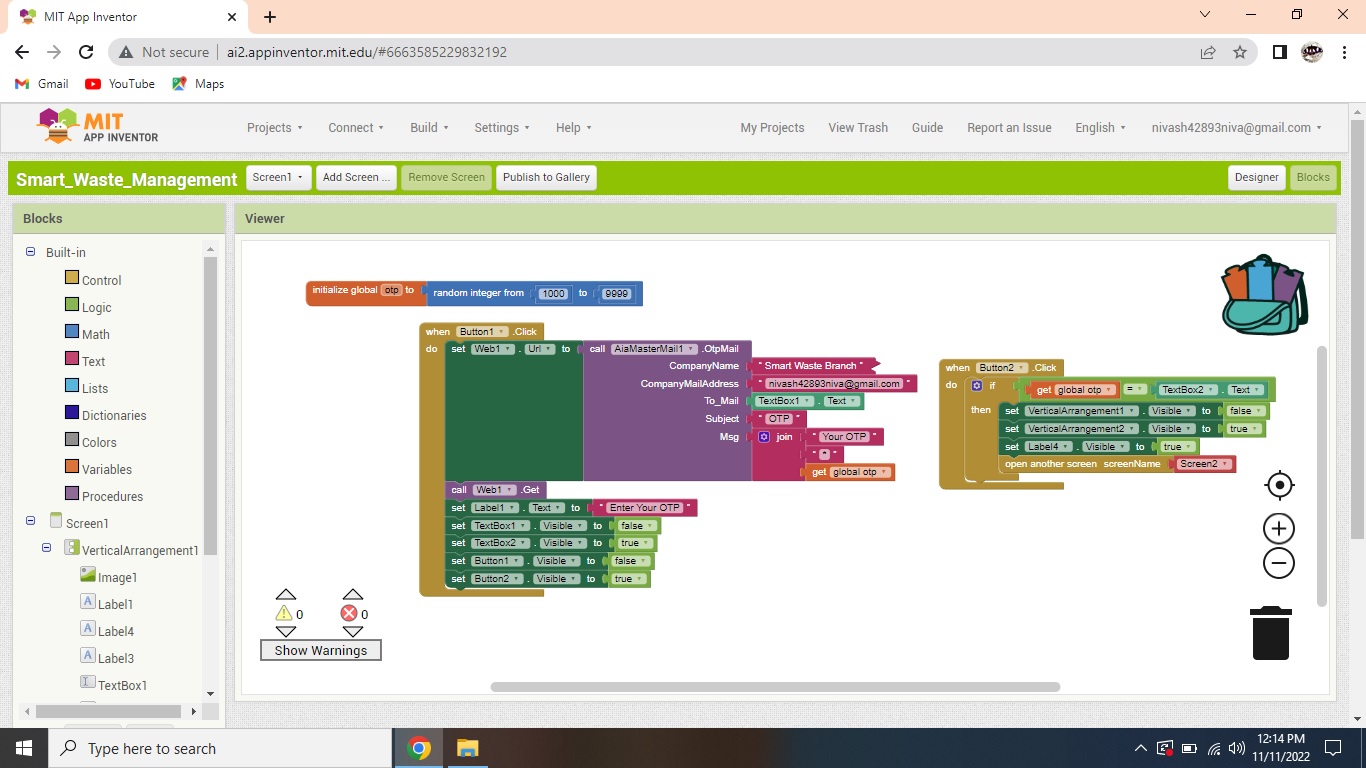 MIT App Inventor
Not secure | ai2.appinventor.mit.edu/#6663585229832192
Gmail YouTube Maps
MIT APP INVENTOR
Projects Connect Build Settings Help My Projects View Trash Guide Report an Issue English nivash42893niva@gmail.com
Smart_Waste_Management Screen1 Add Screen ... Remove Screen Publish to Gallery Designer Blocks
Blocks Viewer
Built-in
Control
Logic
Math
Text
Lists
Dictionaries
Colors
Variables
Procedures
Screen1
VerticalArrangement1
Image1
Label1
Label4
Label3
TextBox1
initialize global otp to random integer from 1000 to 9999
when Button1 .Click
do set Web1 . Url to call AiaMasterMail1 .OtpMail
CompanyName " Smart Waste Branch "
CompanyMailAddress " nivash42893niva@gmail.com "
To_Mail TextBox1 . Text
Subject " OTP "
Msg join " Your OTP "
" "
get global otp
call Web1 .Get
set Label1 . Text to " Enter Your OTP "
set TextBox1 . Visible to false
set TextBox2 . Visible to true
set Button1 . Visible to false
set Button2 . Visible to true
when Button2 .Click
do if get global otp = TextBox2 . Text
then set VerticalArrangement1 . Visible to false
set VerticalArrangement2 . Visible to true
set Label4 . Visible to true
open another screen screenName Screen2
0 0
Show Warnings
Type here to search
12:14 PM
11/11/2022